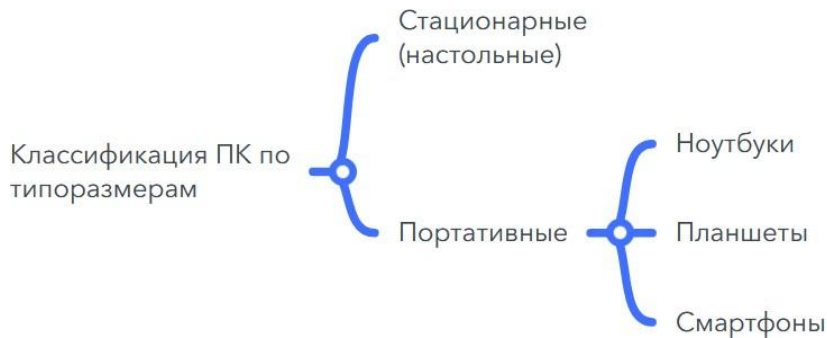 Стационарные
(настольные)
Классификация ПК по
типоразмерам
Портативные
Ноутбуки
Планшеты
Смартфоны